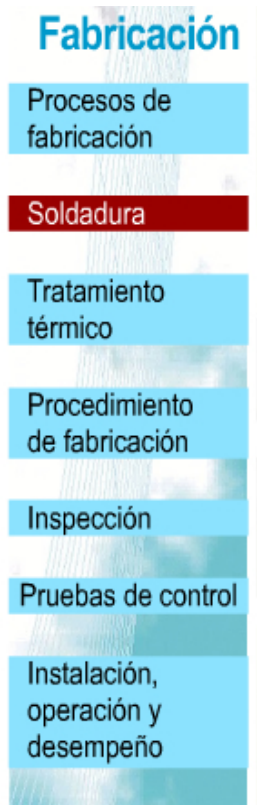 Fabricación
Procesos de
fabricación
Soldadura
Tratamiento
térmico
Procedimiento
de fabricación
Inspección
Pruebas de control
Instalación,
operación y
desempeño